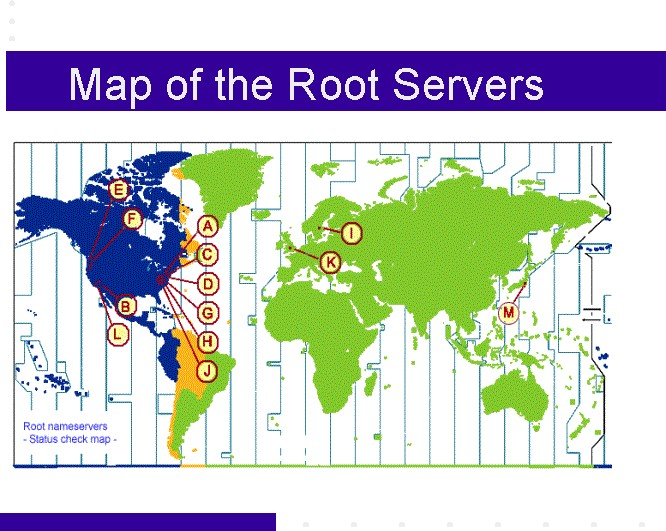 Map of the Root Servers
E
F
A
I
C
K
D
B
G
M
L
H
J
Root nameservers
- Status check map -